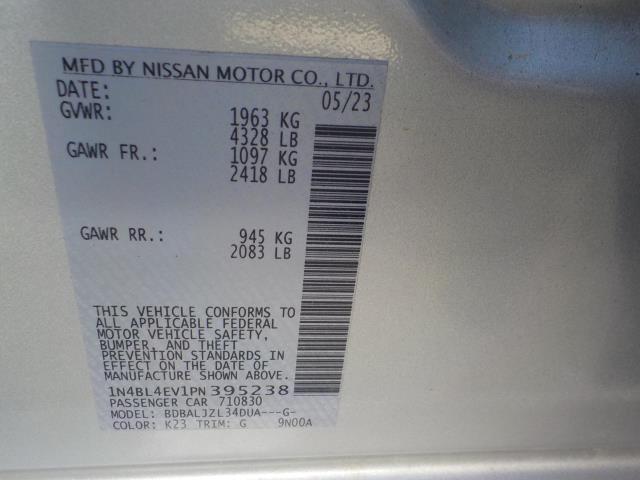 MFD BY NISSAN MOTOR CO., LTD.
DATE: 05/23
GVWR: 1963 KG
4328 LB
GAWR FR.: 1097 KG
2418 LB
GAWR RR.: 945 KG
2083 LB
THIS VEHICLE CONFORMS TO
ALL APPLICABLE FEDERAL
MOTOR VEHICLE SAFETY,
BUMPER, AND THEFT
PREVENTION STANDARDS IN
EFFECT ON THE DATE OF
MANUFACTURE SHOWN ABOVE.
1N4BL4EV1PN395238
PASSENGER CAR 710830
MODEL: BDBALJZL34DUA---G-
COLOR: K23 TRIM: G 9N00A